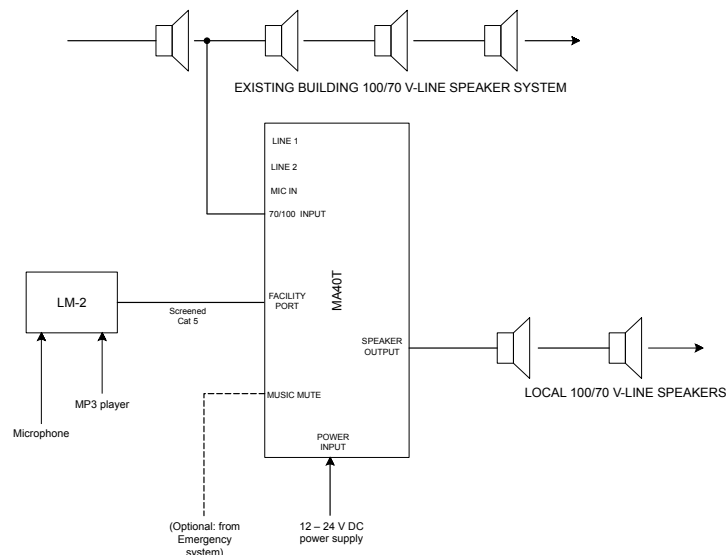 EXISTING BUILDING 100/70 V-LINE SPEAKER SYSTEM
LINE 1
LINE 2
MIC IN
70/100 INPUT
LM-2
Screened
Cat 5
FACILITY
PORT
MA40T
SPEAKER
OUTPUT
LOCAL 100/70 V-LINE SPEAKERS
MUSIC MUTE
MP3 player
Microphone
POWER
INPUT
(Optional: from
Emergency
system)
12 – 24 V DC
power supply